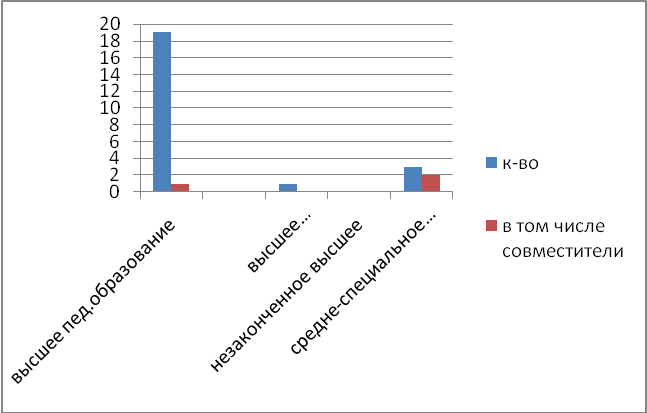 20
18
16
14
12
10
8
6
4
2
0
высшее пед.образование
высшее...
незаконченное высшее
средне-специальное...
к-во
в том числе
совместители